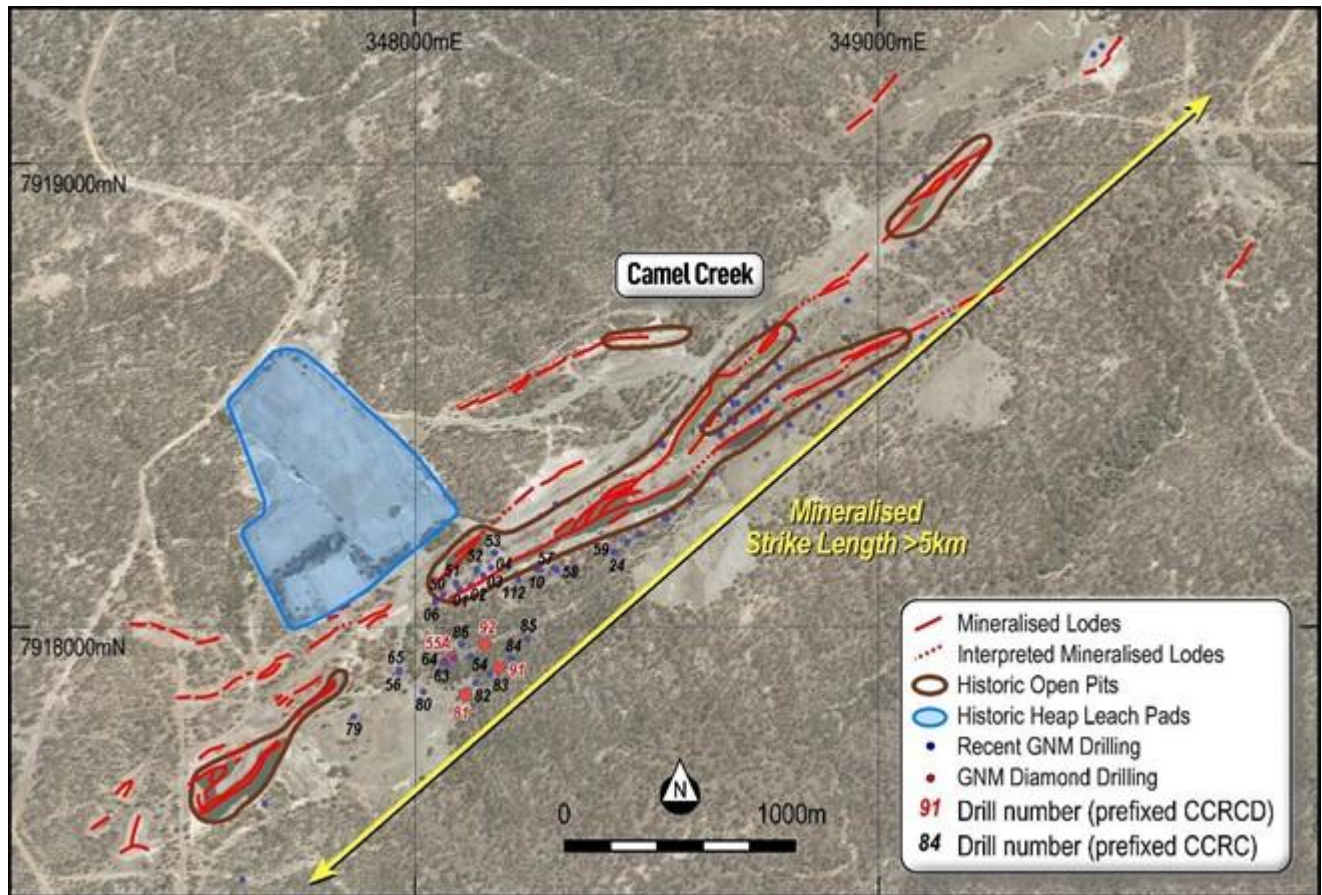 348000mE
349000mE
7919000mN
Camel Creek
Mineralised
Strike Length >5km
53
52
51
04
50
03
02
01
06
112
10
57
58
59
24
7918000mN
92
85
86
55A
84
64
91
63
84
83
65
56
82
80
81
79
N
0 1000m
Mineralised Lodes
Interpreted Mineralised Lodes
Historic Open Pits
Historic Heap Leach Pads
Recent GNM Drilling
GNM Diamond Drilling
91 Drill number (prefixed CCRCD)
84 Drill number (prefixed CCRC)